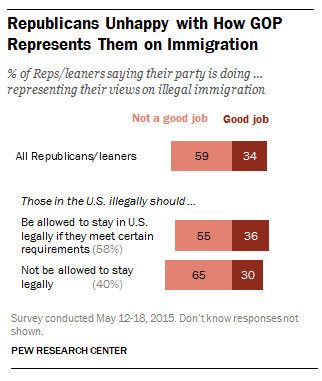 Republicans Unhappy with How GOP
Represents Them on Immigration
% of Reps/leaners saying their party is doing ...
representing their views on illegal immigration
Not a good job Good job
All Republicans/leaners 59 34
Those in the U.S. illegally should ...
Be allowed to stay in U.S.
legally if they meet certain 55 36
requirements (58%)
Not be allowed to stay 65 30
legally (40%)
Survey conducted May 12-18, 2015. Don't know responses not
shown.
PEW RESEARCH CENTER